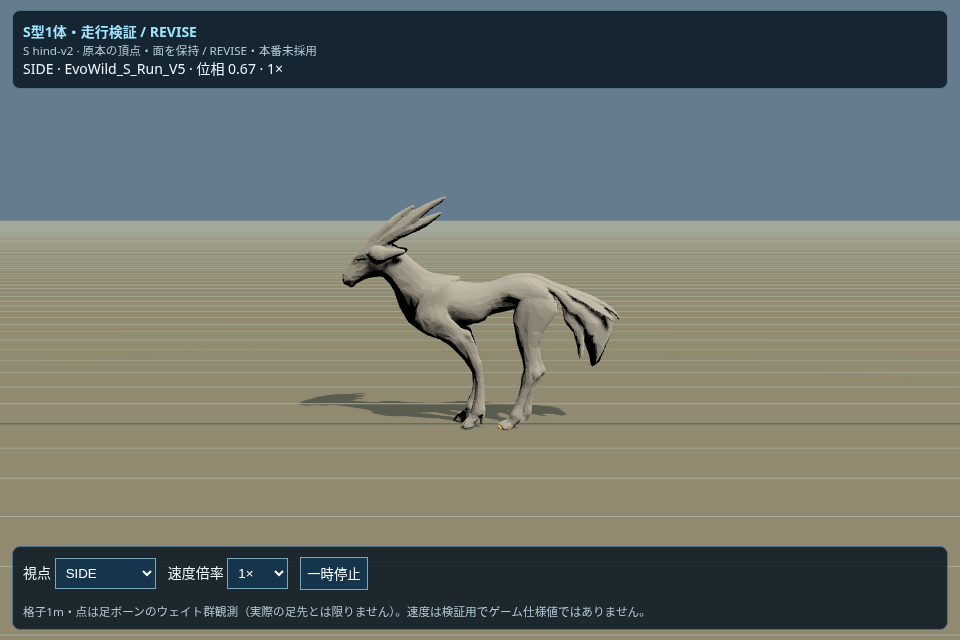 S型1体・走行検証 / REVISE
S hind-v2 · 原本の頂点・面を保持 / REVISE・本番未採用
SIDE · EvoWild_S_Run_V5 · 位相 0.67 · 1×
視点 SIDE 速度倍率 1× 一時停止
格子1m・点は足ボーンのウェイト群観測（実際の足先とは限りません）。速度は検証用でゲーム仕様値ではありません。